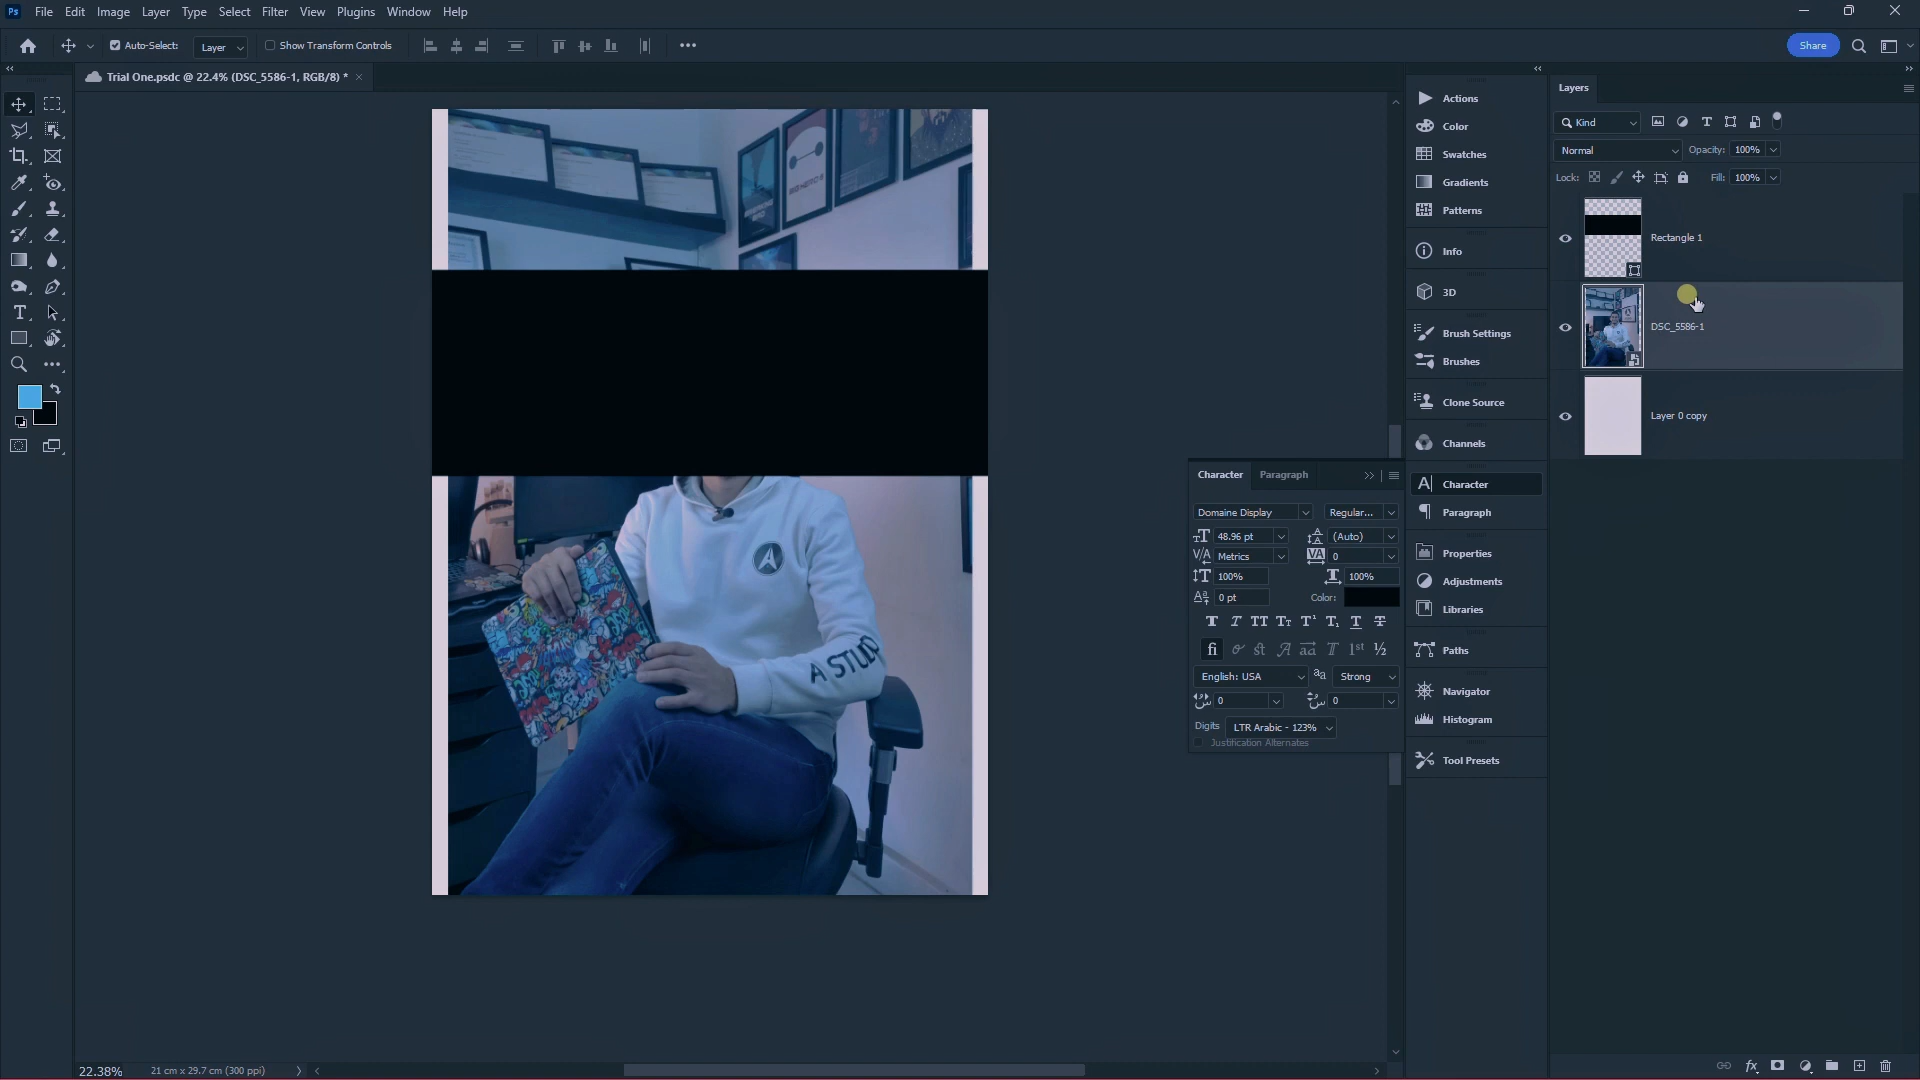 Ps File Edit Image Layer Type Select Filter View Plugins Window Help
Auto-Select: Layer Show Transform Controls Share
Trial One.psdc @ 22.4% (DSC_5586-1, RGB/8) *
Actions
Color
Swatches
Gradients
Patterns
Info
3D
Brush Settings
Brushes
Clone Source
Channels
Character
Paragraph
Properties
Adjustments
Libraries
Paths
Navigator
Histogram
Tool Presets
Layers
Kind
Normal Opacity: 100%
Lock: Fill: 100%
Rectangle 1
DSC_5586-1
Layer 0 copy
Character Paragraph
Domaine Display Regular...
48.96 pt (Auto)
Metrics 0
100% 100%
0 pt Color:
English: USA aa Strong
0 0
Digits LTR Arabic - 123%
Justification Alternates
A STUDO
22.38% 21 cm x 29.7 cm (300 ppi)